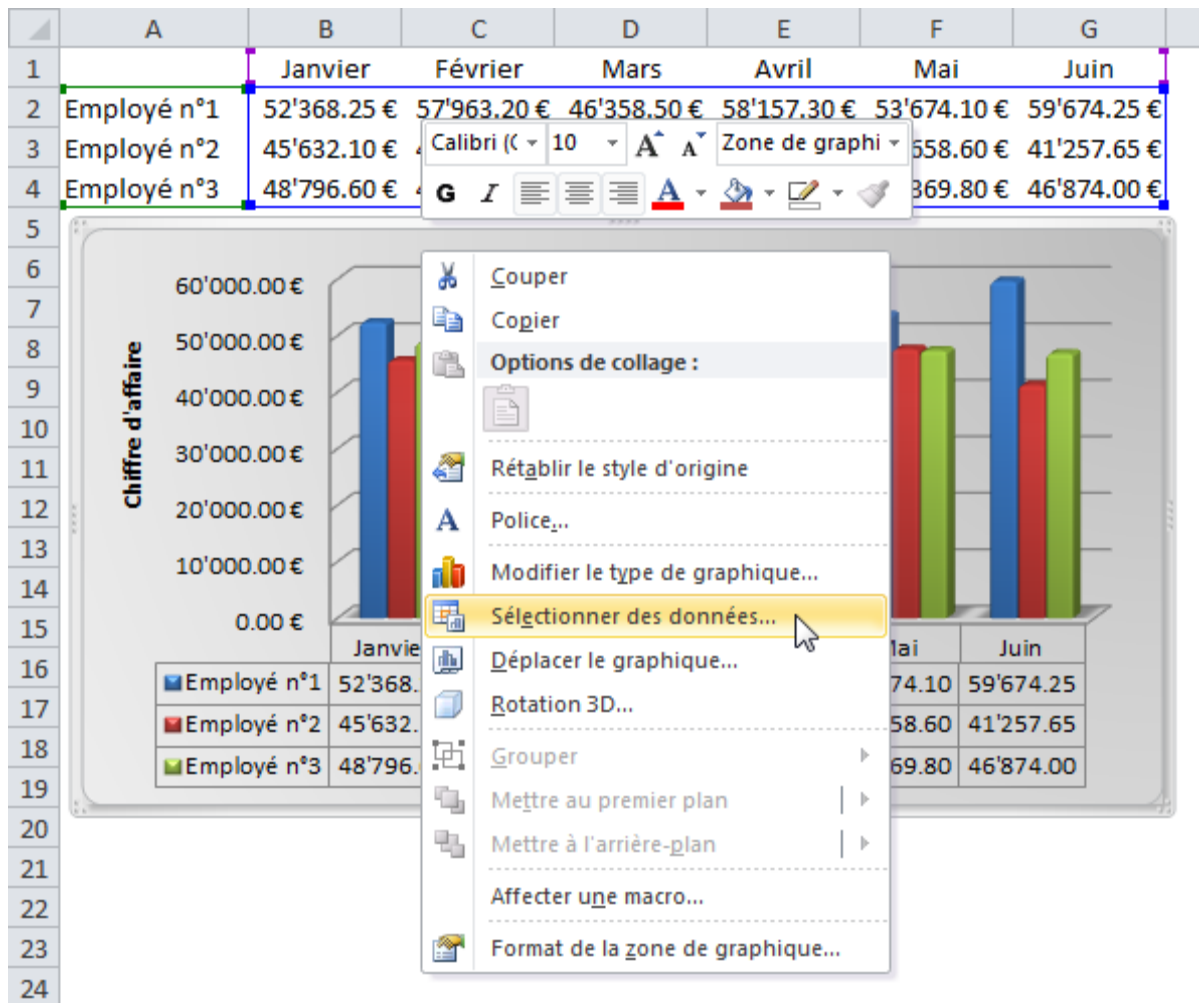 A B C D E F G
1 Janvier Février Mars Avril Mai Juin
2 Employé n°1 52'368.25 € 57'963.20 € 46'358.50 € 58'157.30 € 53'674.10 € 59'674.25 €
3 Employé n°2 45'632.10 € 658.60 € 41'257.65 €
4 Employé n°3 48'796.60 € 369.80 € 46'874.00 €
Calibri (C 10 A A Zone de graphi
G I A
5
6
7
8
9
10
11
12
13
14
15
16
17
18
19
20
21
22
23
24
Chiffre d'affaire
60'000.00 €
50'000.00 €
40'000.00 €
30'000.00 €
20'000.00 €
10'000.00 €
0.00 €
Janvie Mai Juin
Employé n°1 52'368. 74.10 59'674.25
Employé n°2 45'632. 58.60 41'257.65
Employé n°3 48'796. 69.80 46'874.00
Couper
Copier
Options de collage :
Rétablir le style d'origine
A Police...
Modifier le type de graphique...
Sélectionner des données...
Déplacer le graphique...
Rotation 3D...
Grouper
Mettre au premier plan
Mettre à l'arrière-plan
Affecter une macro...
Format de la zone de graphique...